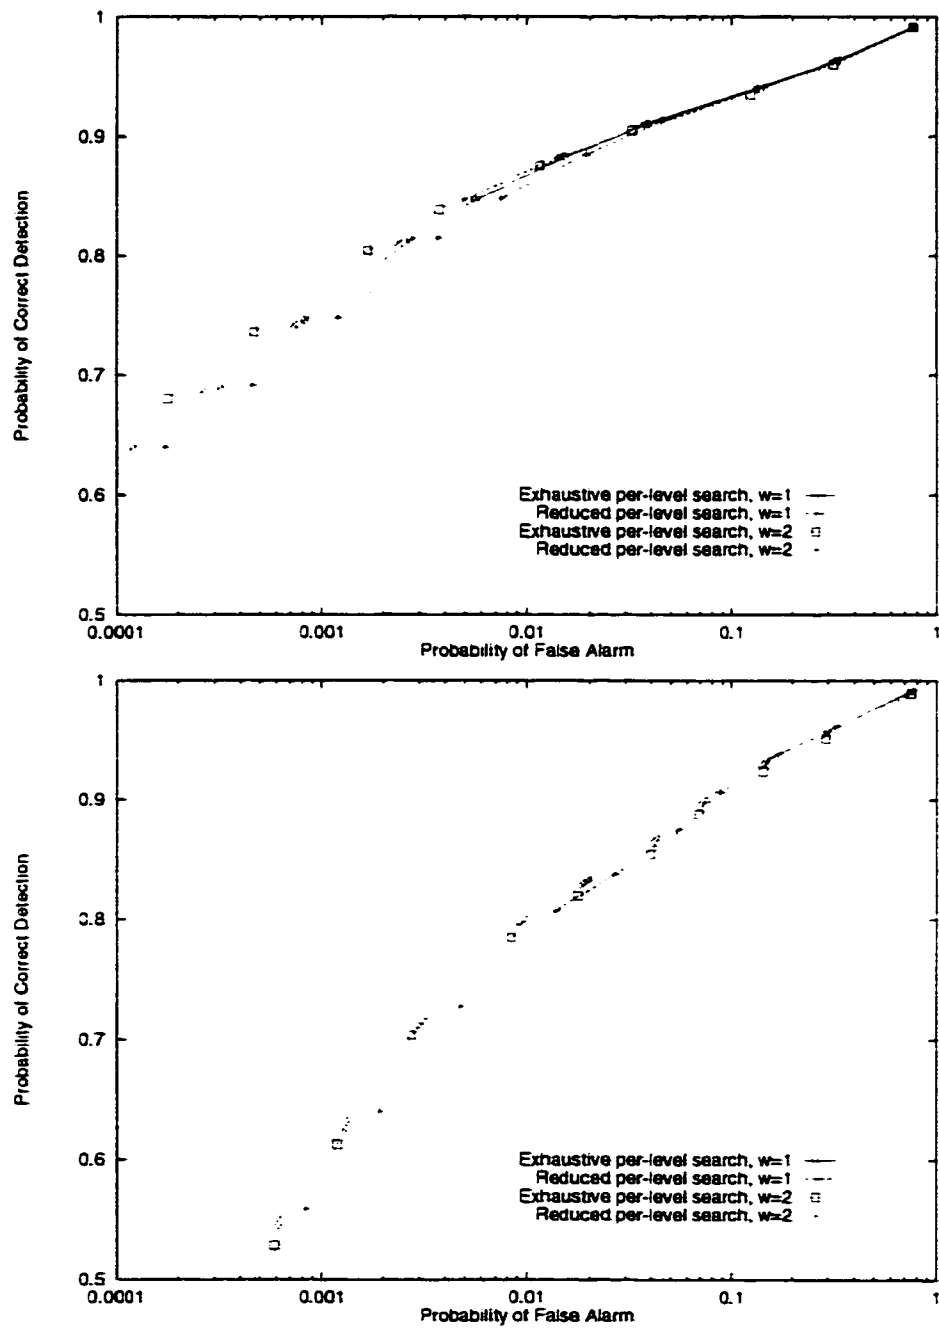 1
0.9
0.8
0.7
0.6
0.5
Probability of Correct Detection
Exhaustive per-level search, w=1
Reduced per-level search, w=1
Exhaustive per-level search, w=2
Reduced per-level search, w=2
0.0001 0.001 0.01 0.1 1
Probability of False Alarm
1
0.9
0.8
0.7
0.6
0.5
Probability of Correct Detection
Exhaustive per-level search, w=1
Reduced per-level search, w=1
Exhaustive per-level search, w=2
Reduced per-level search, w=2
0.0001 0.001 0.01 0.1 1
Probability of False Alarm